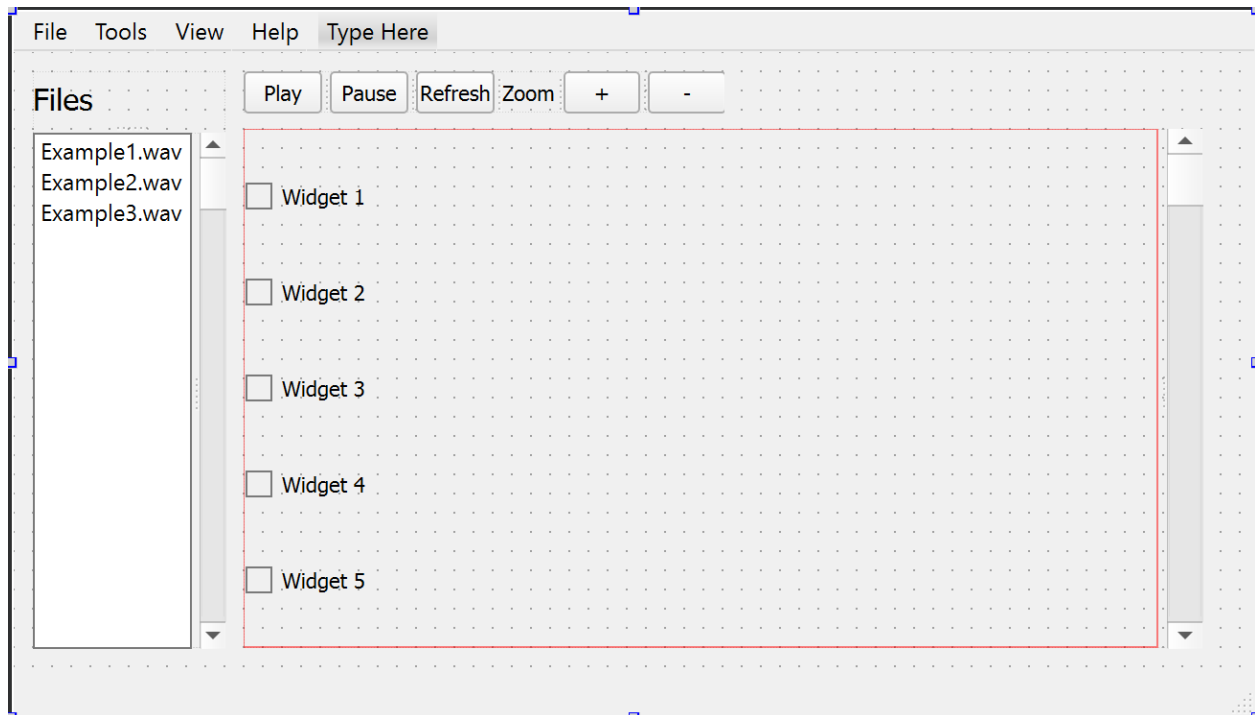 File Tools View Help Type Here
Files
Play Pause Refresh Zoom + -
Example1.wav
Example2.wav
Example3.wav
Widget 1
Widget 2
Widget 3
Widget 4
Widget 5